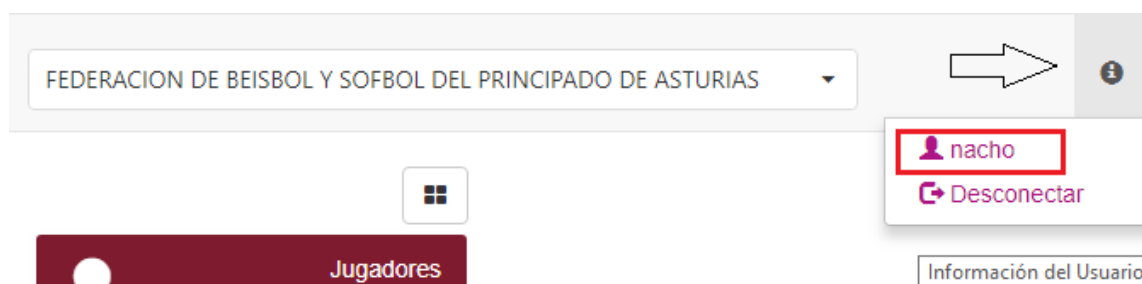 FEDERACION DE BEISBOL Y SOFBOL DEL PRINCIPADO DE ASTURIAS
nacho
Desconectar
Jugadores
Información del Usuario